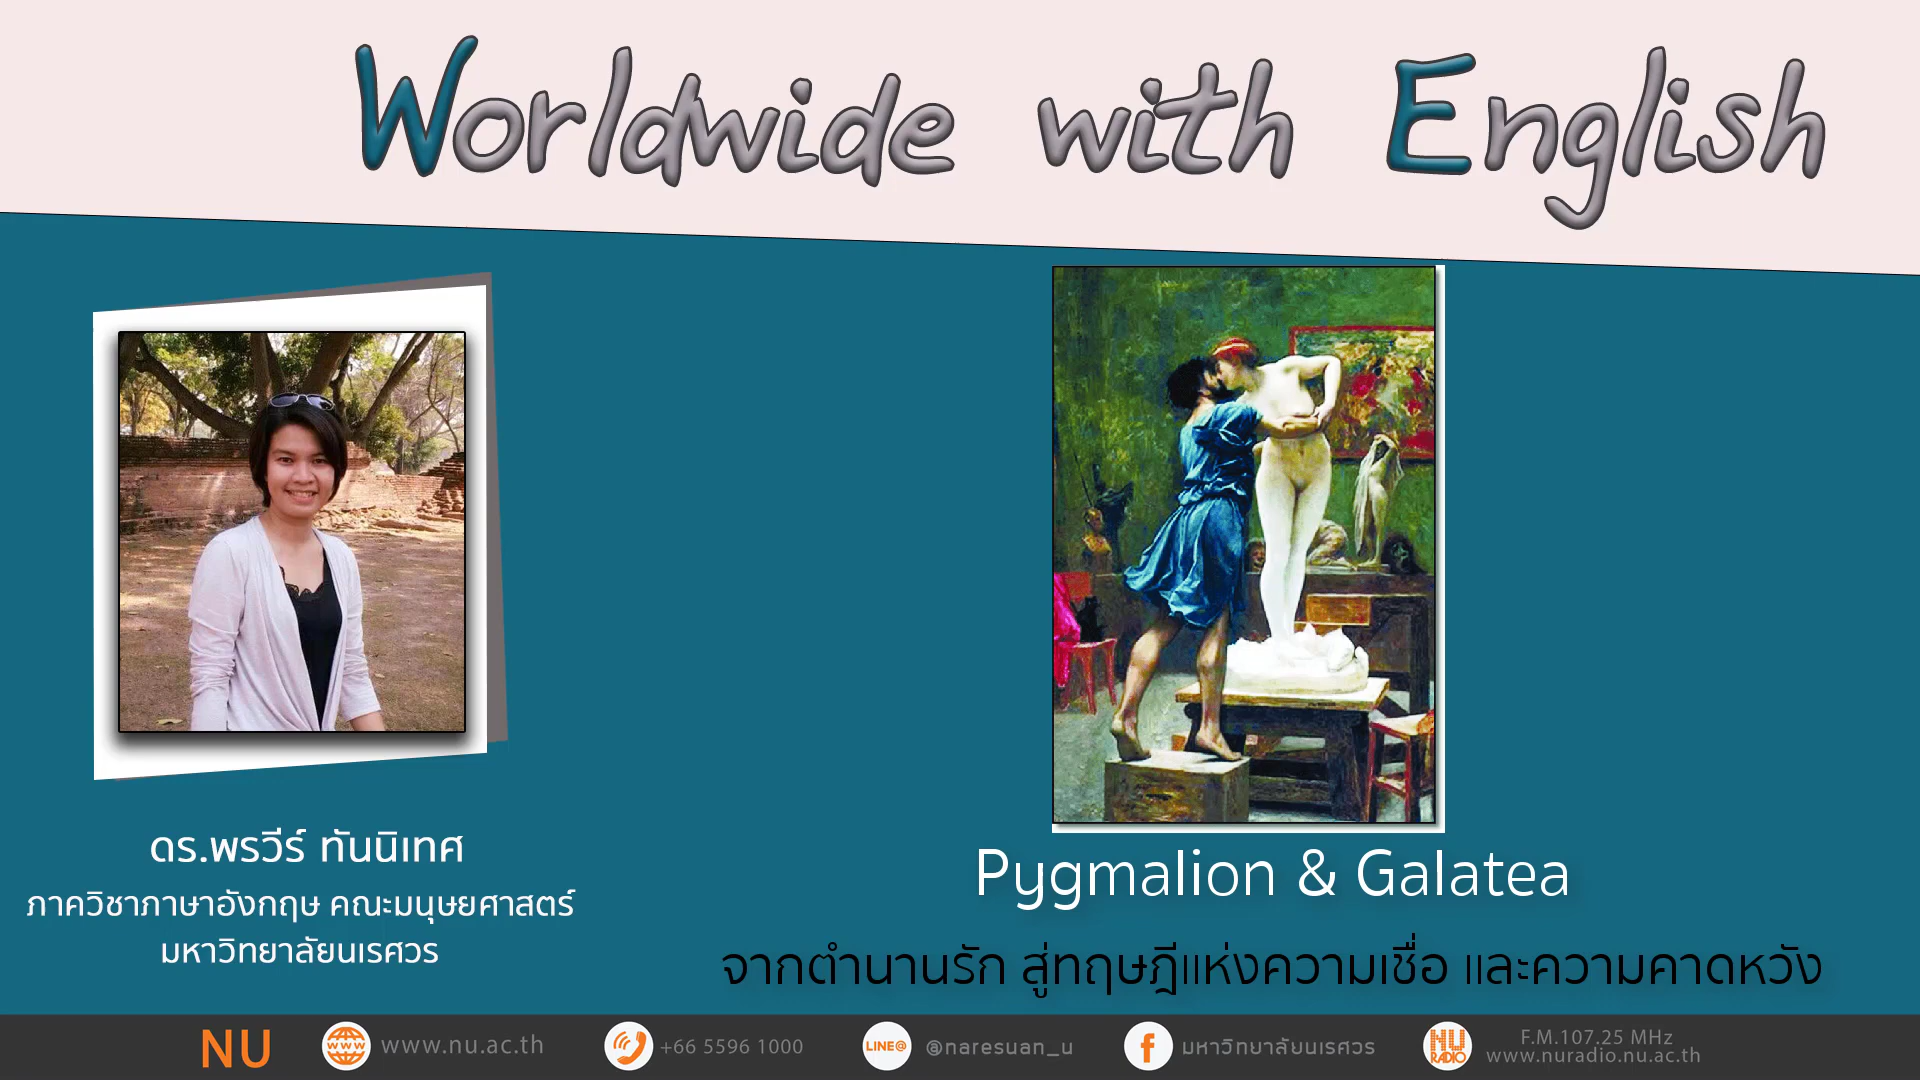 Worldwide with English
ดร.พรวีร์ ทันนิเทศ
ภาควิชาภาษาอังกฤษ คณะมนุษยศาสตร์
มหาวิทยาลัยนเรศวร
Pygmalion & Galatea
จากตำนานรัก สู่ทฤษฎีแห่งความเชื่อ และความคาดหวัง
NU
www
www.nu.ac.th
+66 5596 1000
LINE@
@naresuan_u
f
มหาวิทยาลัยนเรศวร
NU
RADIO
F.M.107.25 MHz
www.nuradio.nu.ac.th